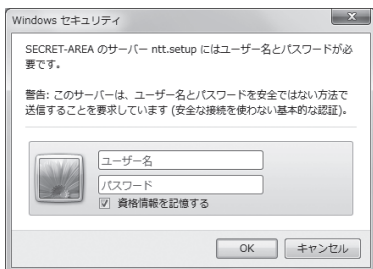 Windows セキュリティ
SECRET-AREA のサーバー ntt.setup にはユーザー名とパスワードが必
要です。
警告: このサーバーは、ユーザー名とパスワードを安全ではない方法で
送信することを要求しています (安全な接続を使わない基本的な認証)。
ユーザー名
パスワード
資格情報を記憶する
OK
キャンセル